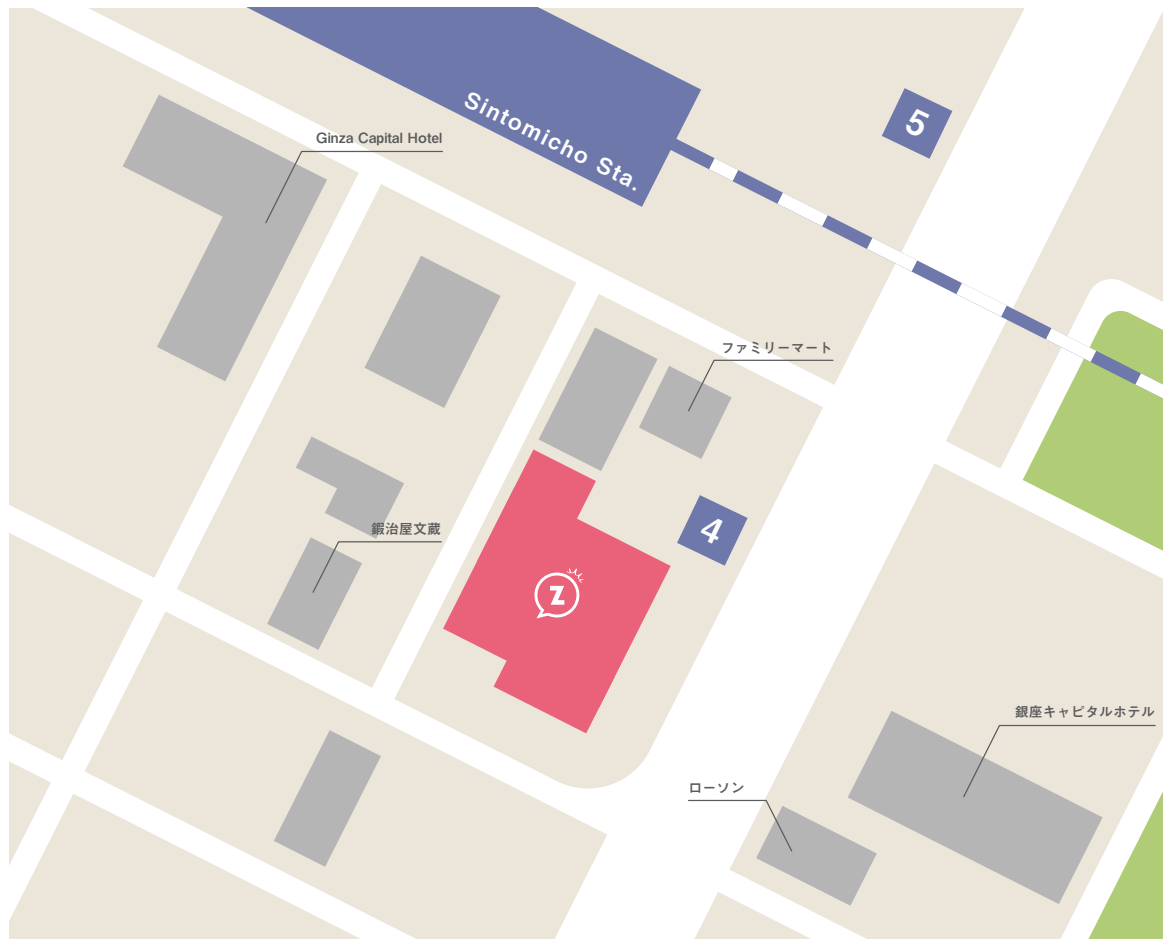 Sintomicho Sta.
5
Ginza Capital Hotel
ファミリーマート
4
鍜治屋文蔵
Z
銀座キャピタルホテル
ローソン